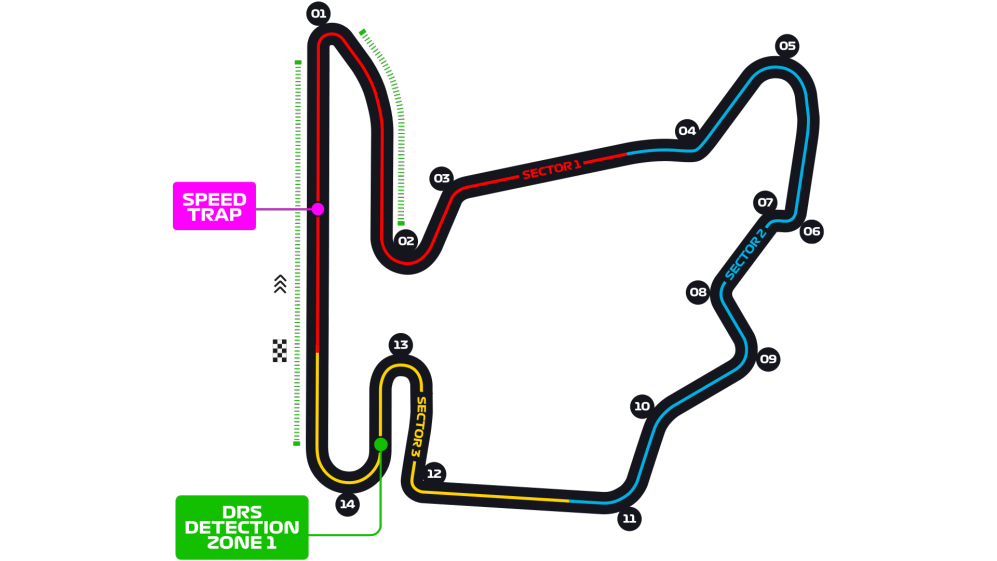 01
05
04
SECTOR 1
03
SPEED
TRAP
07
06
02
SECTOR 2
08
13
09
10
SECTOR 3
12
14
11
DRS
DETECTION
ZONE 1